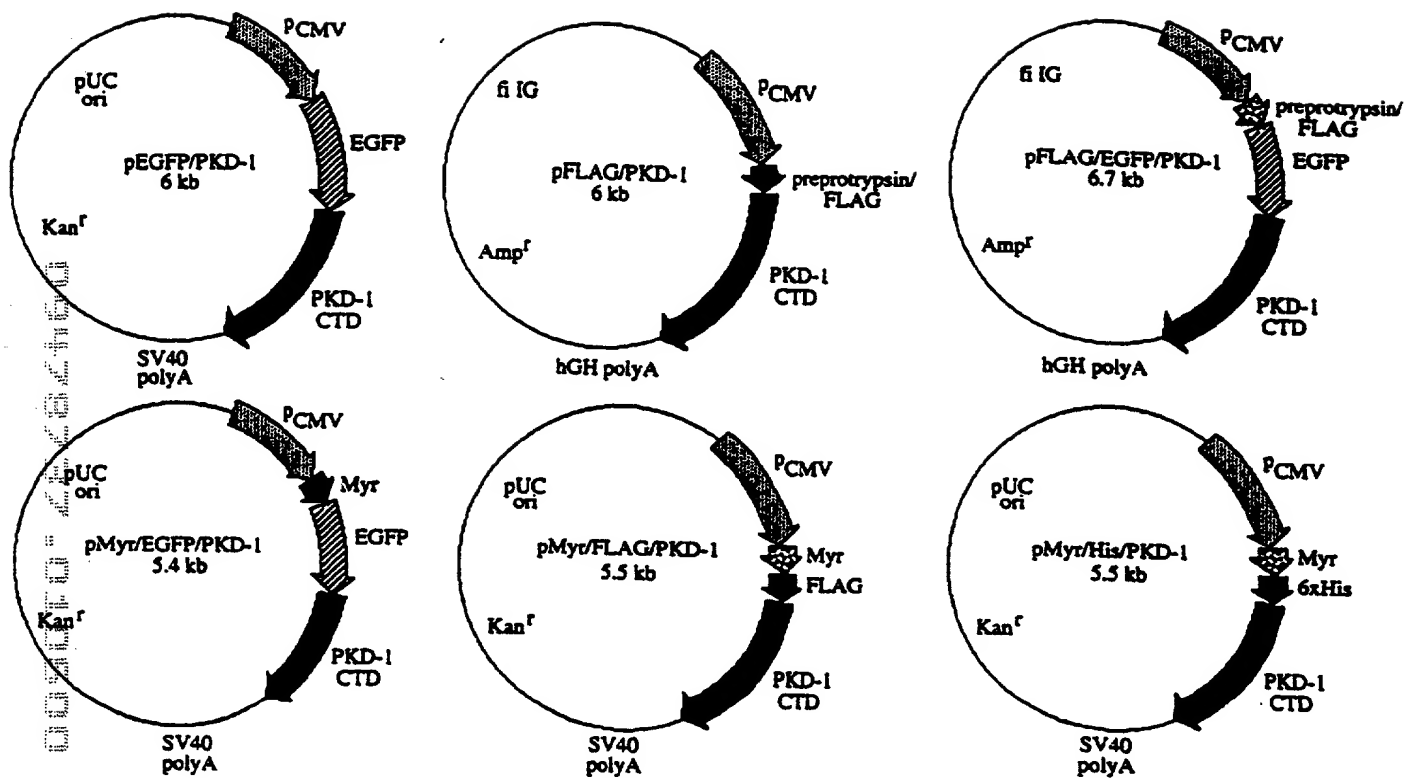 pCMV
pUC
ori
EGFP
pEGFP/PKD-1
6 kb
Kanr
PKD-1
CTD
SV40
polyA
fi IG
pCMV
pFLAG/PKD-1
6 kb
preprotrypsin/
FLAG
Ampr
PKD-1
CTD
hGH polyA
pCMV
fi IG
preprotrypsin/
FLAG
pFLAG/EGFP/PKD-1
6.7 kb
EGFP
Ampr
PKD-1
CTD
hGH polyA
pCMV
pUC
ori
Myr
pMyr/EGFP/PKD-1
5.4 kb
EGFP
Kanr
PKD-1
CTD
SV40
polyA
pCMV
pUC
ori
pMyr/FLAG/PKD-1
5.5 kb
Myr
FLAG
Kanr
PKD-1
CTD
SV40
polyA
pCMV
pUC
ori
pMyr/His/PKD-1
5.5 kb
Myr
6xHis
Kanr
PKD-1
CTD
SV40
polyA